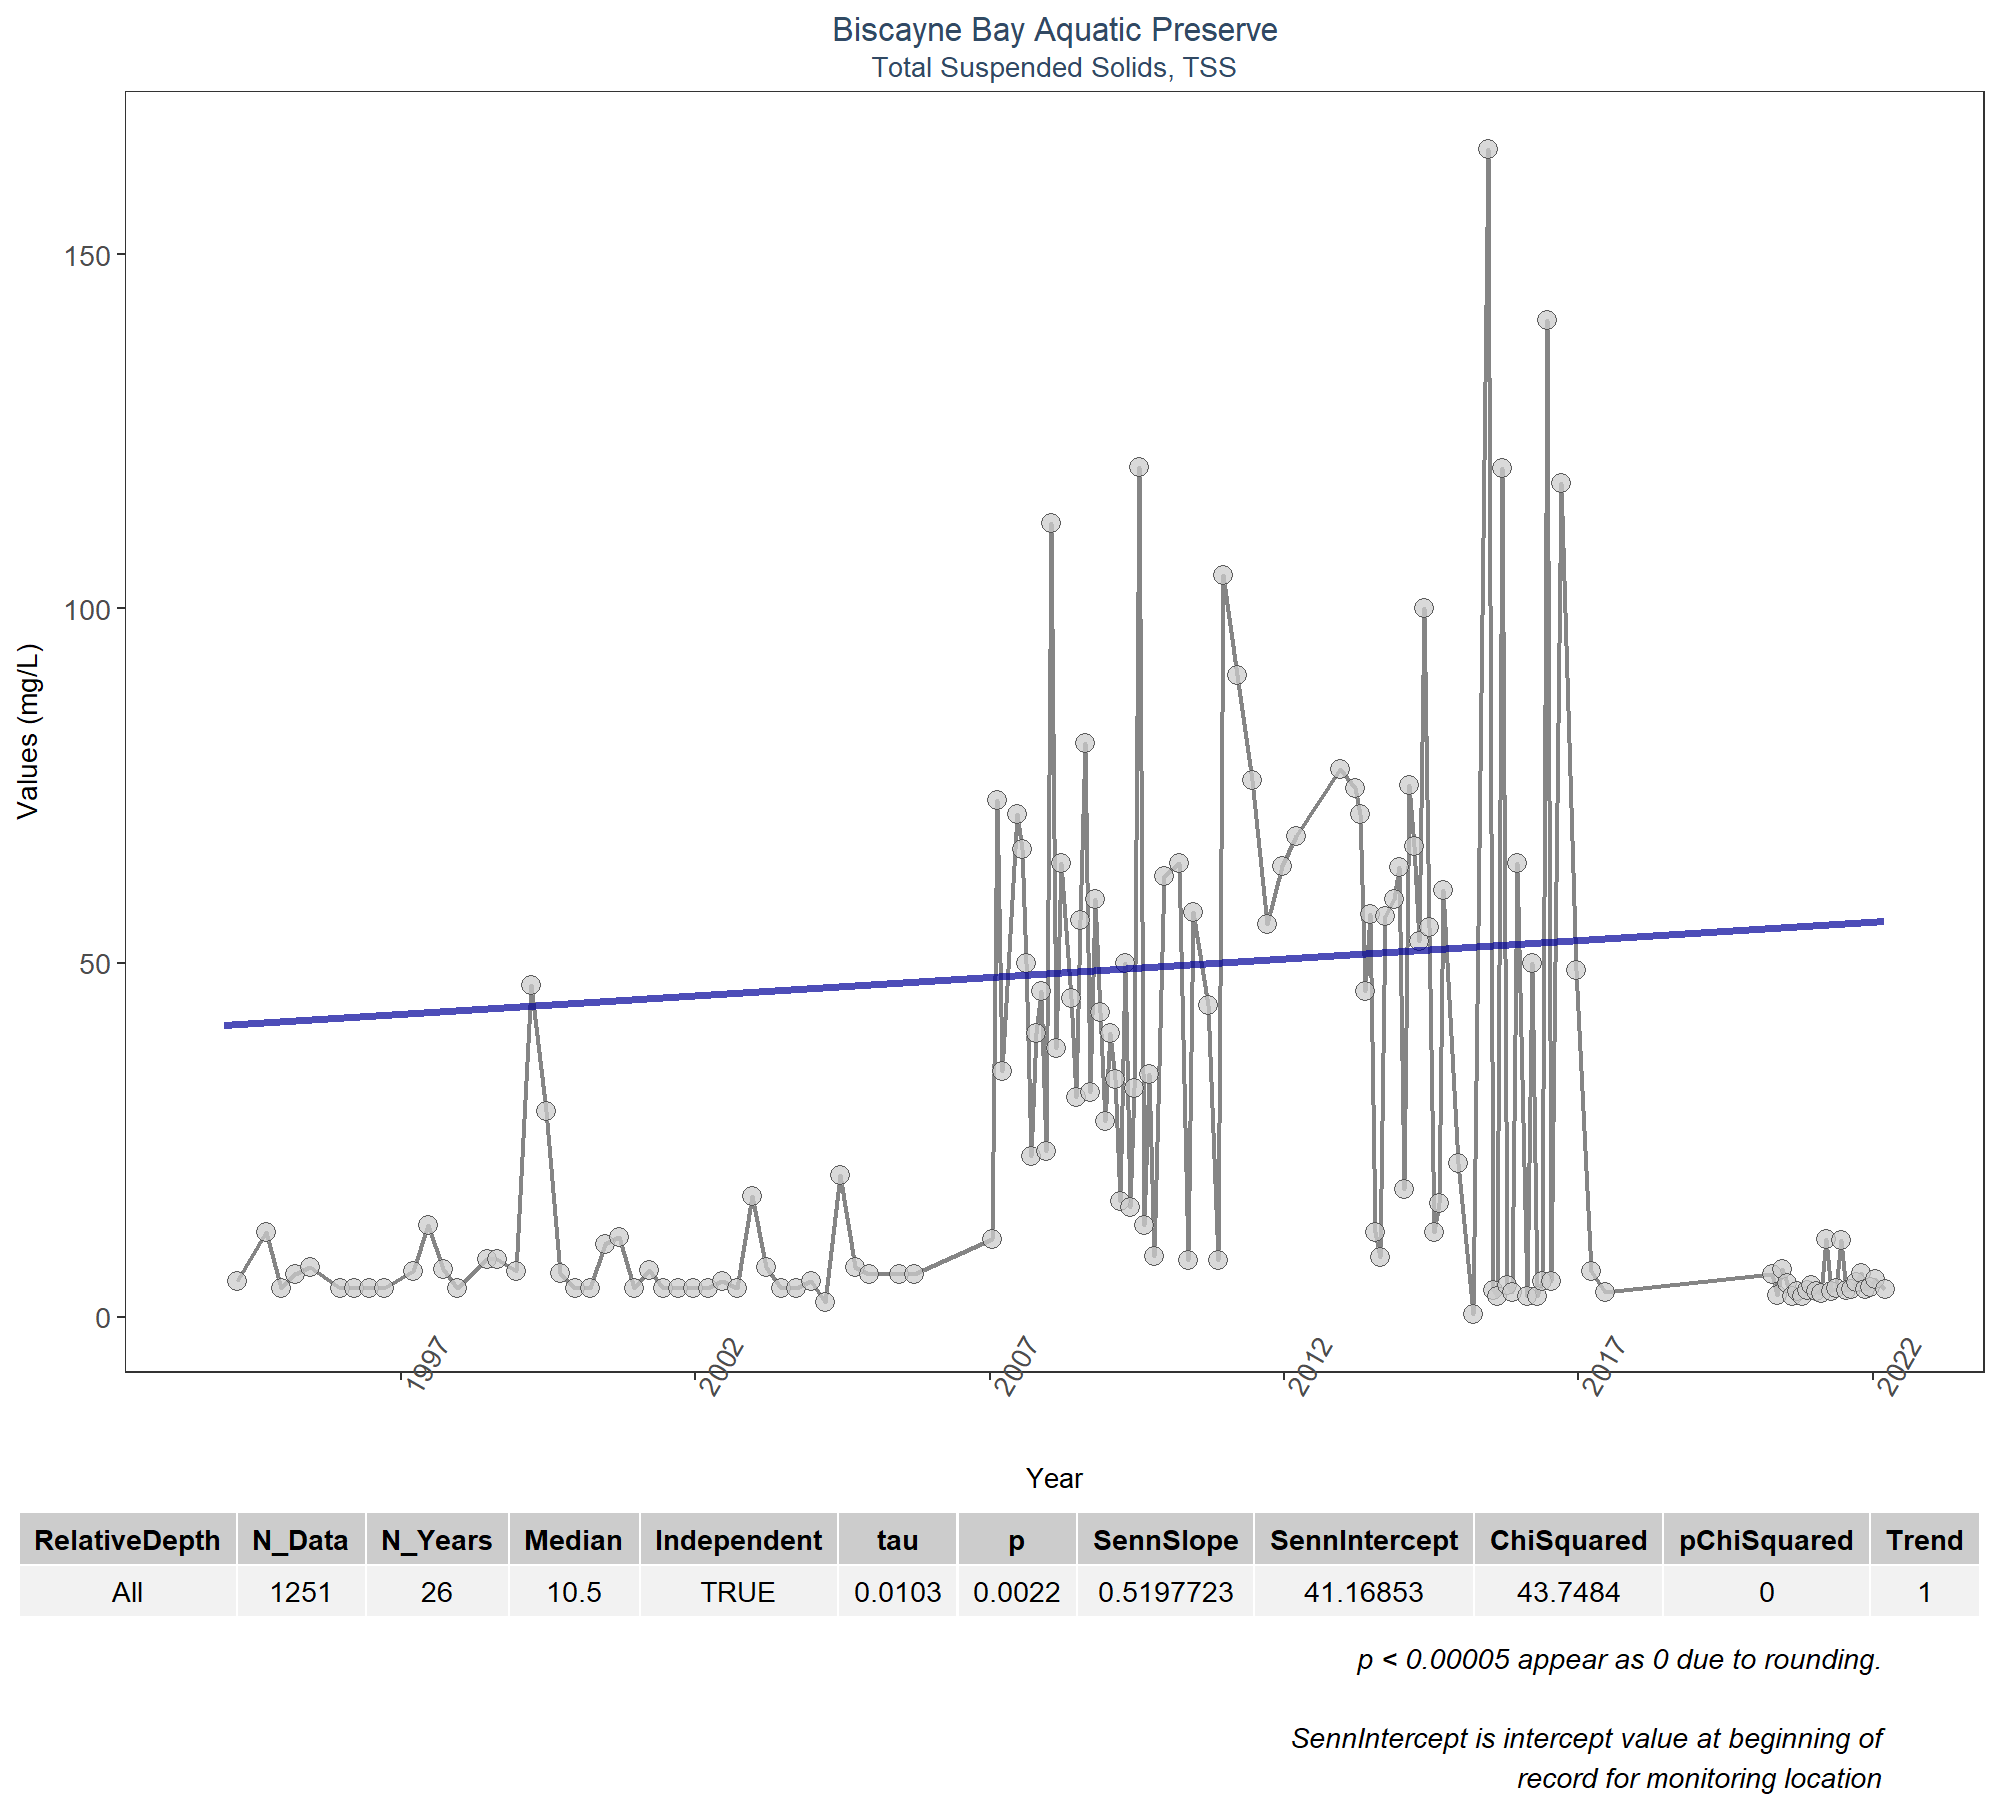 Biscayne Bay Aquatic Preserve
Total Suspended Solids, TSS
Values (mg/L)
150
100
50
0
1997 2002 2007 2012 2017 2022
Year
RelativeDepth N_Data N_Years Median Independent tau p SennSlope SennIntercept ChiSquared pChiSquared Trend
All 1251 26 10.5 TRUE 0.0103 0.0022 0.5197723 41.16853 43.7484 0 1
p < 0.00005 appear as 0 due to rounding.
SennIntercept is intercept value at beginning of
record for monitoring location